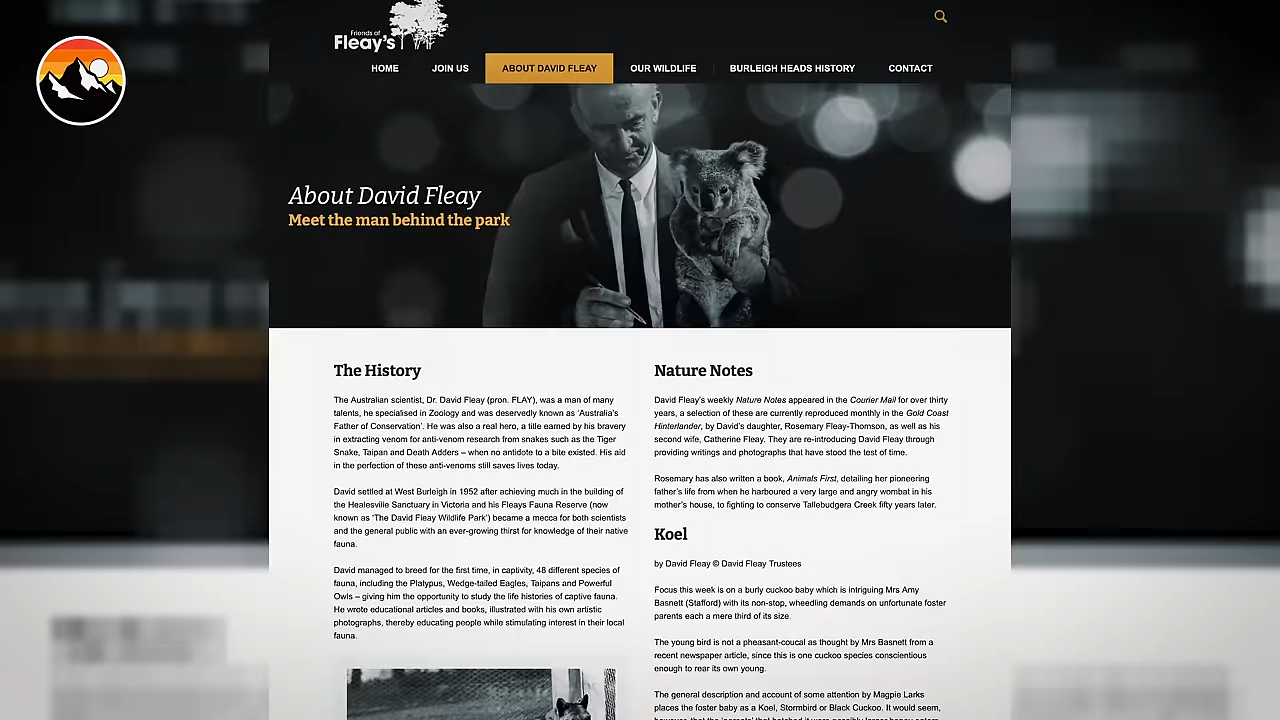 Friends of
Fleay's
HOME
JOIN US
ABOUT DAVID FLEAY
OUR WILDLIFE
BURLEIGH HEADS HISTORY
CONTACT
About David Fleay
Meet the man behind the park
The History
The Australian scientist, Dr. David Fleay (pron. FLAY), was a man of many
talents, he specialised in Zoology and was deservedly known as 'Australia's
Father of Conservation'. He was also a real hero, a title earned by his bravery
in extracting venom for anti-venom research from snakes such as the Tiger
Snake, Taipan and Death Adders – when no antidote to a bite existed. His aid
in the perfection of these anti-venoms still saves lives today.
David settled at West Burleigh in 1952 after achieving much in the building of
the Healesville Sanctuary in Victoria and his Fleays Fauna Reserve (now
known as 'The David Fleay Wildlife Park') became a mecca for both scientists
and the general public with an ever-growing thirst for knowledge of their native
fauna.
David managed to breed for the first time, in captivity, 48 different species of
fauna, including the Platypus, Wedge-tailed Eagles, Taipans and Powerful
Owls – giving him the opportunity to study the life histories of captive fauna.
He wrote educational articles and books, illustrated with his own artistic
photographs, thereby educating people while stimulating interest in their local
fauna.
Nature Notes
David Fleay's weekly Nature Notes appeared in the Courier Mail for over thirty
years, a selection of these are currently reproduced monthly in the Gold Coast
Hinterlander, by David's daughter, Rosemary Fleay-Thomson, as well as his
second wife, Catherine Fleay. They are re-introducing David Fleay through
providing writings and photographs that have stood the test of time.
Rosemary has also written a book, Animals First, detailing her pioneering
father's life from when he harboured a very large and angry wombat in his
mother's house, to fighting to conserve Tallebudgera Creek fifty years later.
Koel
by David Fleay © David Fleay Trustees
Focus this week is on a burly cuckoo baby which is intriguing Mrs Amy
Basnett (Stafford) with its non-stop, wheedling demands on unfortunate foster
parents each a mere third of its size.
The young bird is not a pheasant-coucal as thought by Mrs Basnett from a
recent newspaper article, since this is one cuckoo species conscientious
enough to rear its own young.
The general description and account of some attention by Magpie Larks
places the foster baby as a Koel, Stormbird or Black Cuckoo. It would seem,